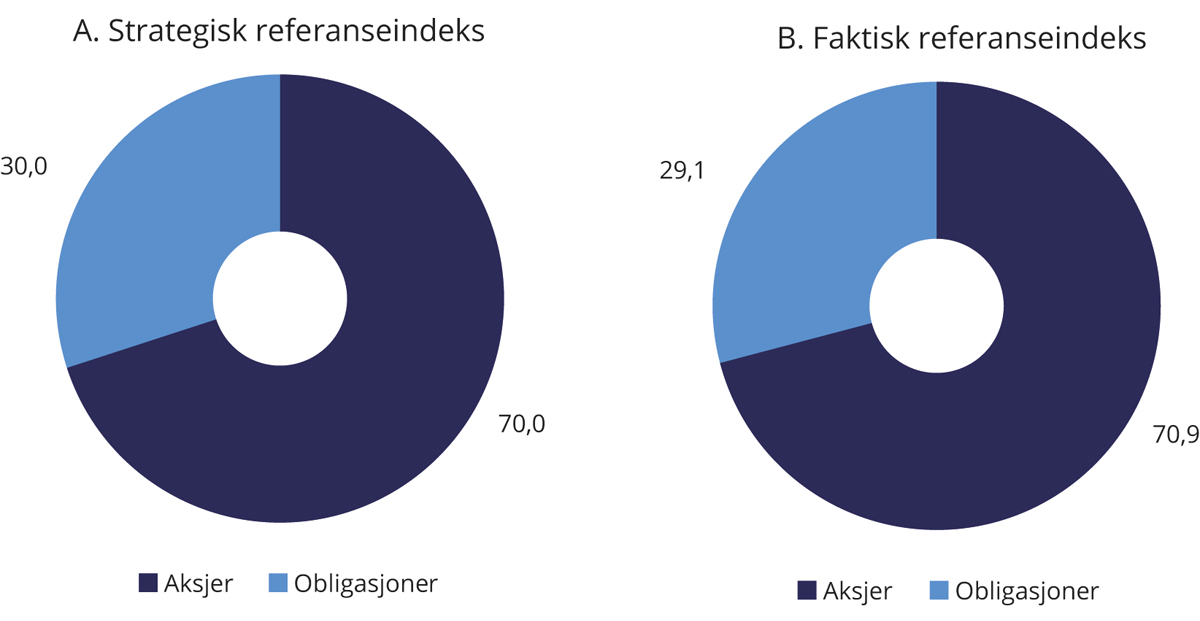 A. Strategisk referanseindeks
30,0
70,0
Aksjer Obligasjoner
B. Faktisk referanseindeks
29,1
70,9
Aksjer Obligasjoner